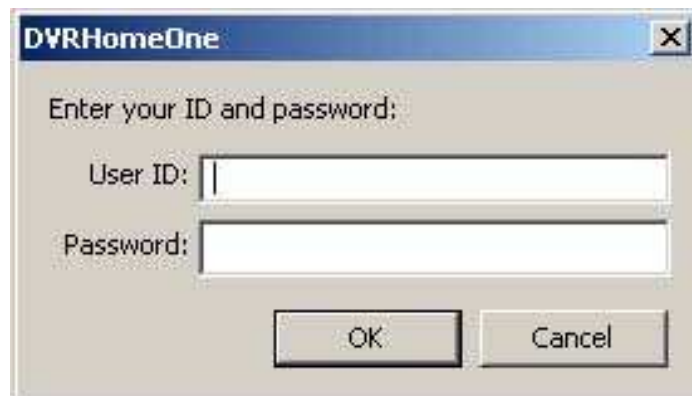 DVRHomeOne
Enter your ID and password:
User ID:
Password:
OK Cancel